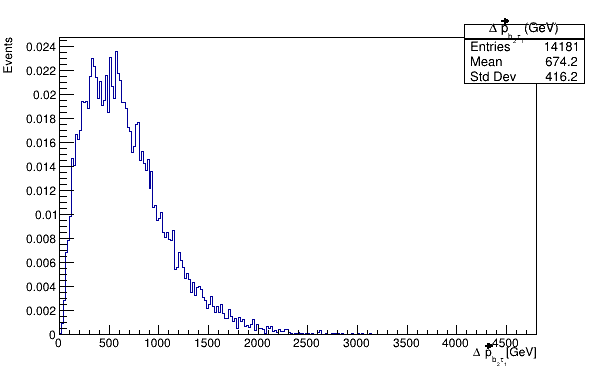 Δ p⃗ b₂τ₁ (GeV)
Entries 14181
Mean 674.2
Std Dev 416.2
Events
0.024
0.022
0.02
0.018
0.016
0.014
0.012
0.01
0.008
0.006
0.004
0.002
0
0 500 1000 1500 2000 2500 3000 3500 4000 4500
Δ p⃗ b₂τ₁ [GeV]